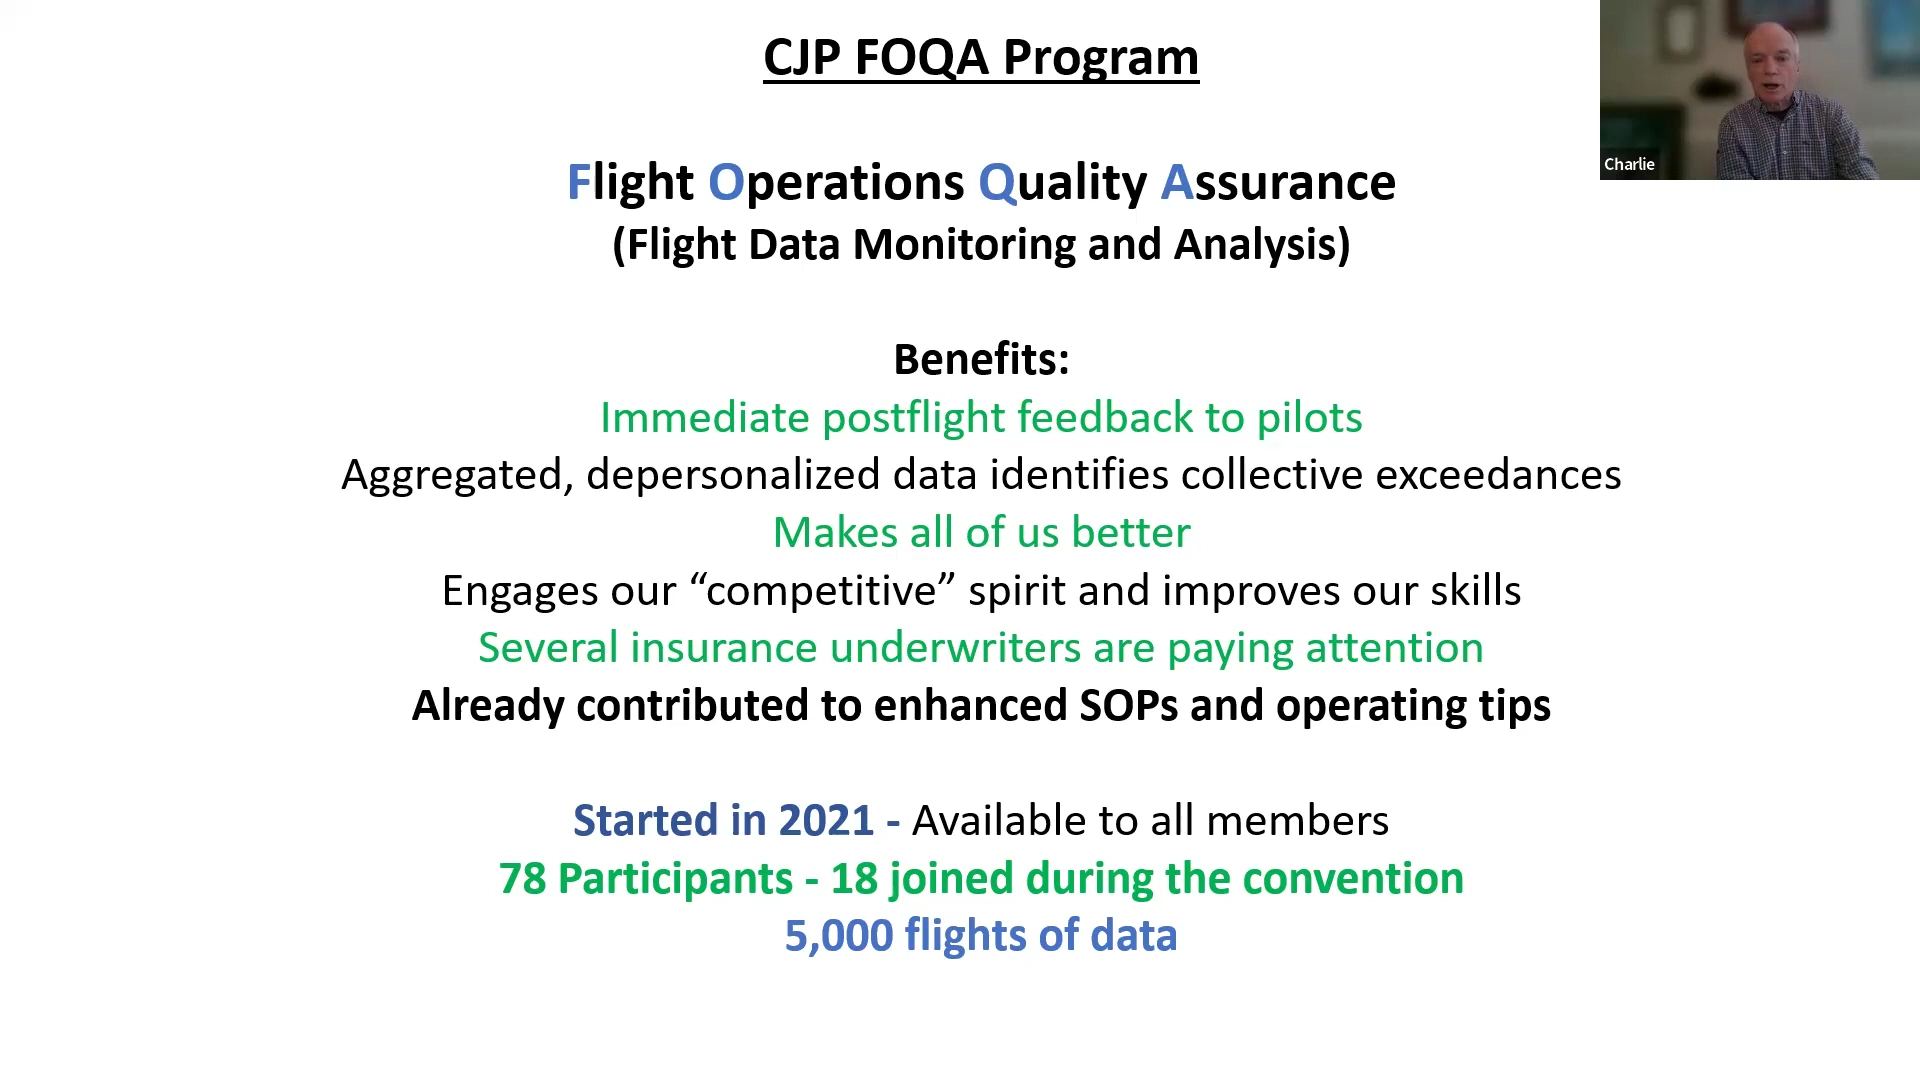 CJP FOQA Program
Charlie
Flight Operations Quality Assurance
(Flight Data Monitoring and Analysis)
Benefits:
Immediate postflight feedback to pilots
Aggregated, depersonalized data identifies collective exceedances
Makes all of us better
Engages our “competitive” spirit and improves our skills
Several insurance underwriters are paying attention
Already contributed to enhanced SOPs and operating tips
Started in 2021 - Available to all members
78 Participants - 18 joined during the convention
5,000 flights of data